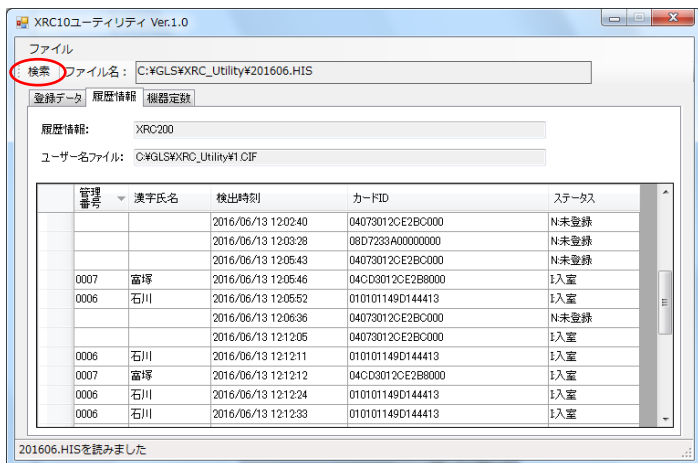 XRC10ユーティリティ Ver.1.0
ファイル
検索 ファイル名： C:¥GLS¥XRC_Utility¥201606.HIS
登録データ 履歴情報 機器定数
履歴情報: XRC200
ユーザー名ファイル: C:¥GLS¥XRC_Utility¥1.CIF
管理番号 漢字氏名 検出時刻 カードID ステータス
2016/06/13 12:02:40 04073012CE2BC000 N:未登録
2016/06/13 12:03:28 08D7233A00000000 N:未登録
2016/06/13 12:05:43 04073012CE2BC000 N:未登録
0007 富塚 2016/06/13 12:05:46 04CD3012CE2B8000 I:入室
0006 石川 2016/06/13 12:05:52 010101149D144413 I:入室
2016/06/13 12:06:36 04073012CE2BC000 N:未登録
2016/06/13 12:12:05 04073012CE2BC000 I:入室
0006 石川 2016/06/13 12:12:11 010101149D144413 I:入室
0007 富塚 2016/06/13 12:12:12 04CD3012CE2B8000 I:入室
0006 石川 2016/06/13 12:12:24 010101149D144413 I:入室
0006 石川 2016/06/13 12:12:33 010101149D144413 I:入室
201606.HISを読みました